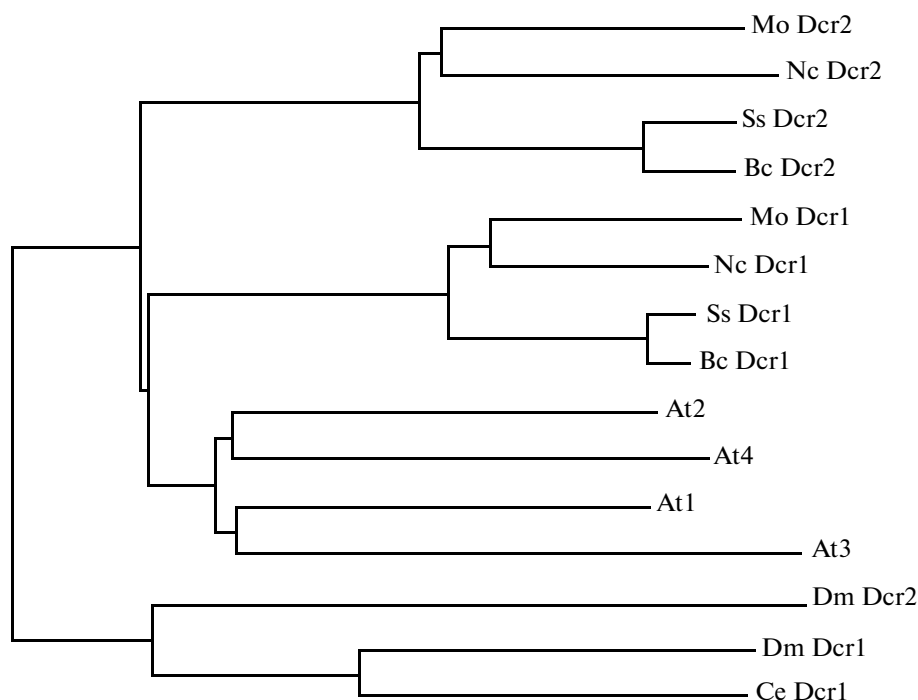 Mo Dcr2
Nc Dcr2
Ss Dcr2
Bc Dcr2
Mo Dcr1
Nc Dcr1
Ss Dcr1
Bc Dcr1
At2
At4
At1
At3
Dm Dcr2
Dm Dcr1
Ce Dcr1